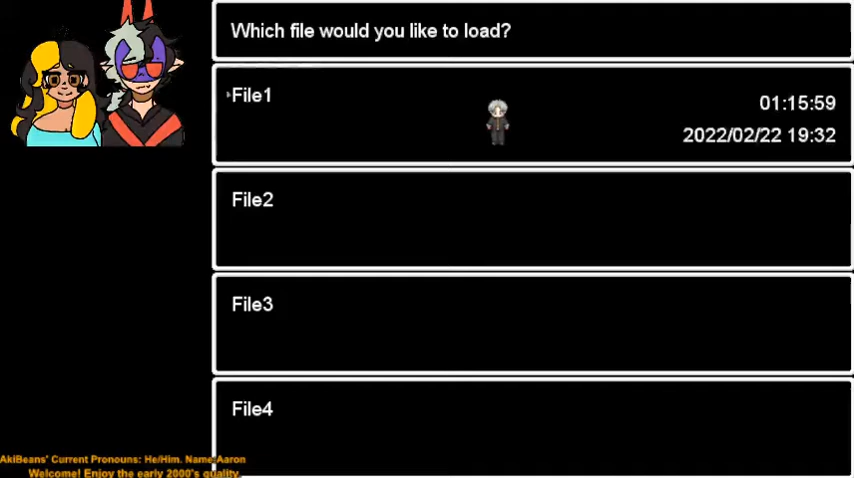 Which file would you like to load?
File1
01:15:59
2022/02/22 19:32
File2
File3
File4
AkiBeans' Current Pronouns: He/Him. Name:Aaron
Welcome! Enjoy the early 2000's quality.